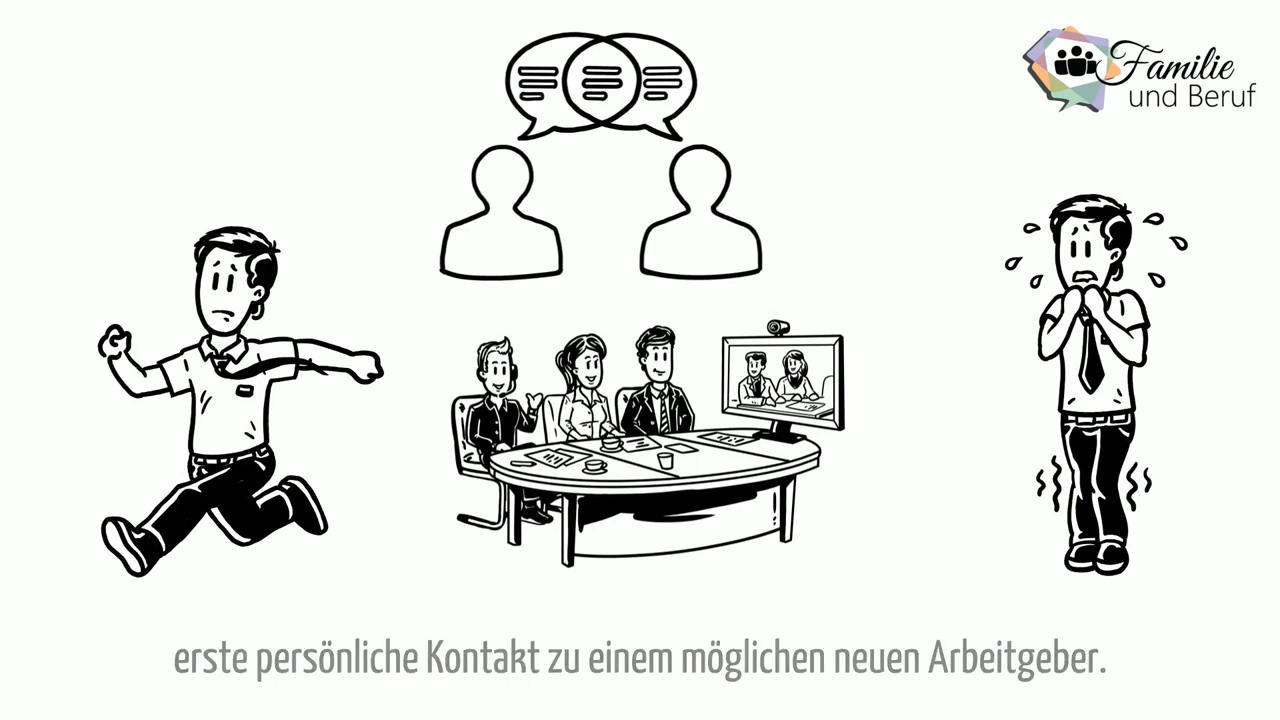 Familie
und Beruf
erste persönliche Kontakt zu einem möglichen neuen Arbeitgeber.